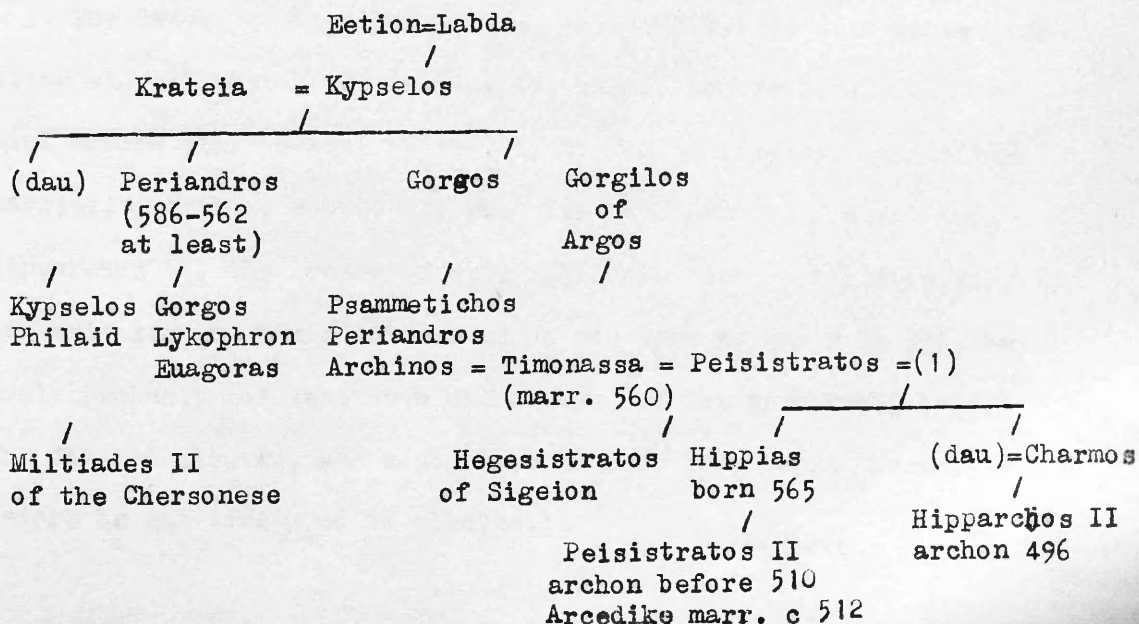 Eetion=Labda
Krateia = Kypselos
(dau) Periandros Gorgos Gorgilos
(586-562 of
at least) Argos
Kypselos Gorgos Psammetichos
Philaid Lykophron Periandros
Euagoras Archinos = Timonassa = Peisistratos =(1)
(marr. 560)
Miltiades II Hegesistratos Hippias (dau)=Charmos
of the Chersonese of Sigeion born 565
Hipparchos II
Peisistratos II archon 496
archon before 510
Arcedike marr. c 512